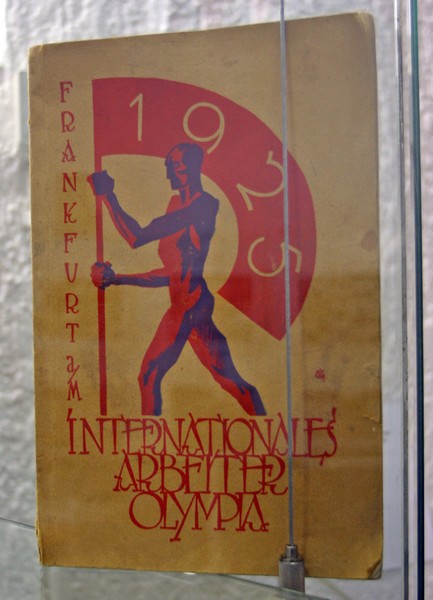 FRANKFURT a/M,
1925
INTERNATIONALES
ARBEITER
OLYMPIA